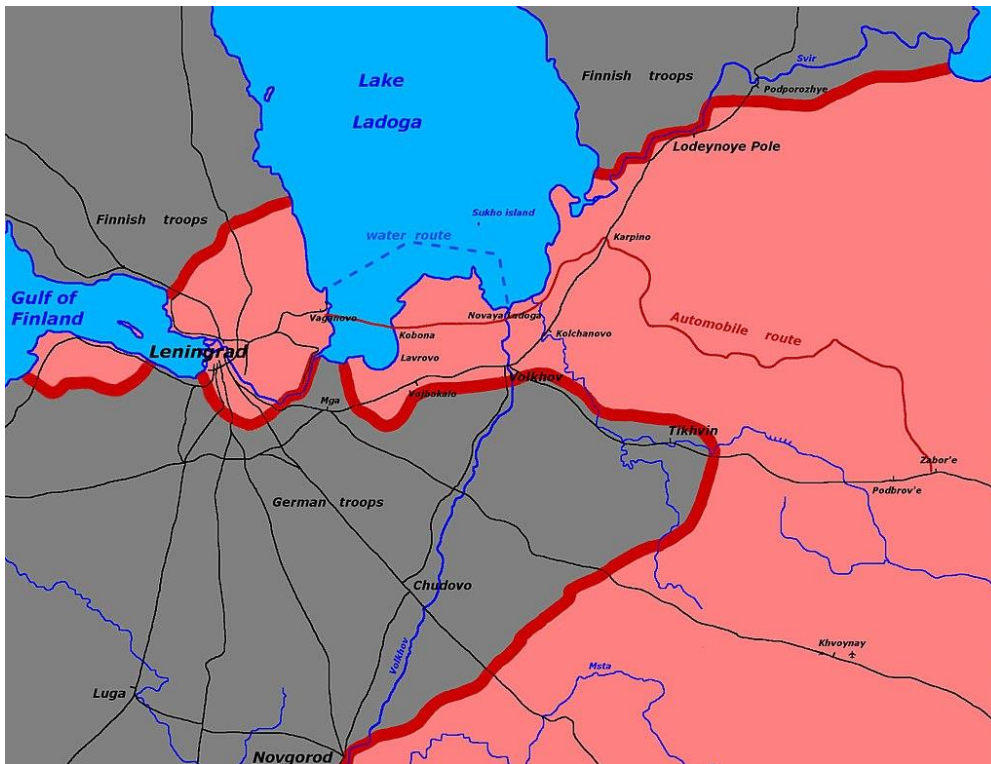 Lake
Ladoga
Finnish troops
Svir
Podporozhye
Lodeynoye Pole
Finnish troops
Sukho island
water route
Karpino
Gulf of
Finland
Vaganovo
Novaya Ladoga
Automobile route
Kobona
Kolchanovo
Leningrad
Lavrovo
Volkhov
Vojbokalo
Mga
Tikhvin
Zabor'e
Podbrov'e
German troops
Chudovo
Volkhov
Khvoynay
Msta
Luga
Novgorod